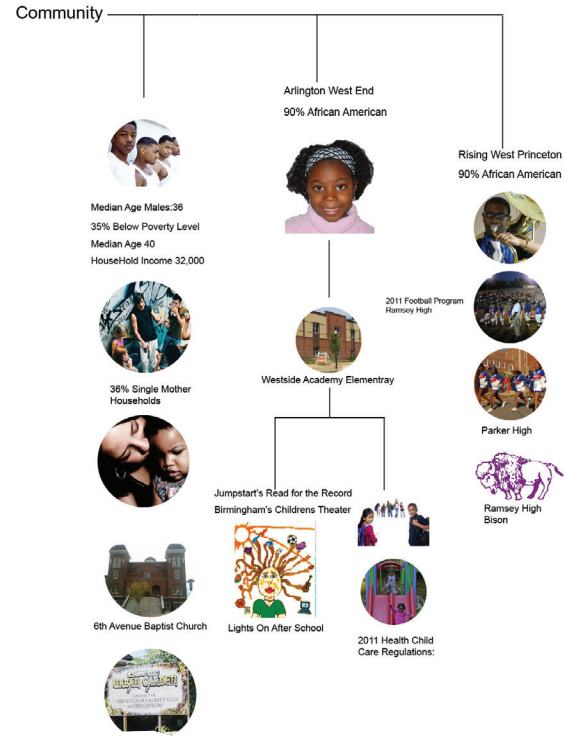 Community
Median Age Males:36
35% Below Poverty Level
Median Age 40
HouseHold Income 32,000
36% Single Mother
Households
6th Avenue Baptist Church
URBAN GARDEN
Arlington West End
90% African American
Westside Academy Elementray
Jumpstart's Read for the Record
Birmingham's Childrens Theater
Lights On After School
2011 Health Child
Care Regulations:
Rising West Princeton
90% African American
2011 Football Program
Ramsey High
Parker High
Ramsey High
Bison